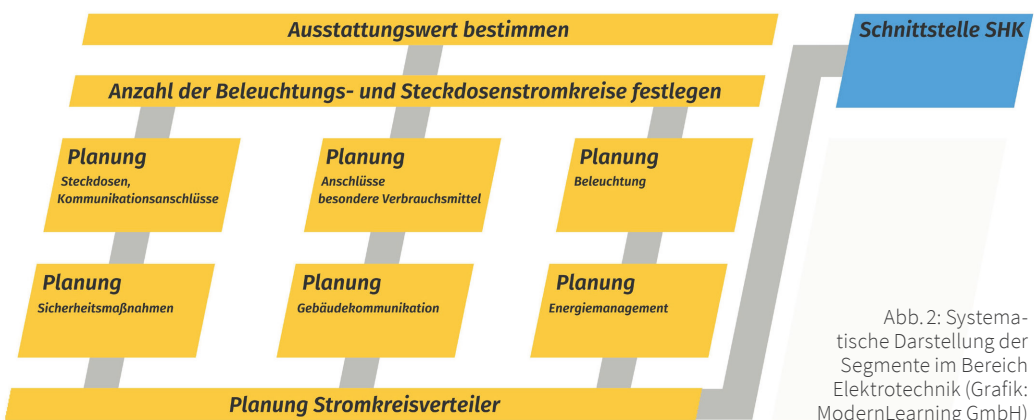 Ausstattungswert bestimmen
Schnittstelle SHK
Anzahl der Beleuchtungs- und Steckdosenstromkreise festlegen
Planung
Steckdosen,
Kommunikationsanschlüsse
Planung
Anschlüsse
besondere Verbrauchsmittel
Planung
Beleuchtung
Planung
Sicherheitsmaßnahmen
Planung
Gebäudekommunikation
Planung
Energiemanagement
Planung Stromkreisverteiler
Abb. 2: Systema-
tische Darstellung der
Segmente im Bereich
Elektrotechnik (Grafik:
ModernLearning GmbH)